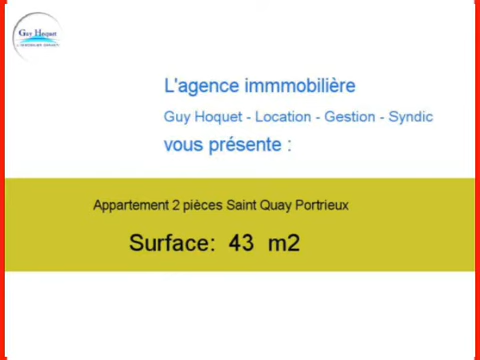 Guy Hoquet
L'agence immmobilière
Guy Hoquet - Location - Gestion - Syndic
vous présente :
Appartement 2 pièces Saint Quay Portrieux
Surface: 43 m2